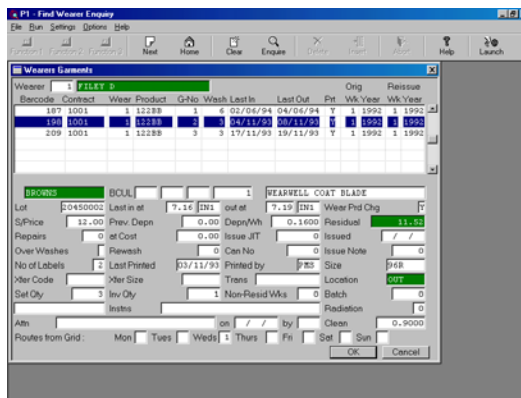 P1 - Find Wearer Enquiry
File Run Settings Options Help
Function 1 Function 2 Function 3 Next Home Clear Enquire Delete Insert Abort Help Launch
Wearers Garments
Wearer 1 FILEY D Orig Reissue
Barcode Contract Wear Product G-No Wash Last In Last Out Prt Wk Year Wk Year
187 1001 1 122BB 1 6 02/06/94 04/06/94 Y 1 1992 1 1992
198 1001 1 122BB 2 3 04/11/93 08/11/93 Y 1 1992 1 1992
209 1001 1 122BB 3 3 17/11/93 19/11/93 Y 1 1992 1 1992
BROWNS BCUL 1 WEARWELL COAT BLADE
Lot 20450002 Last in at 7.16 IN1 out at 7.19 IN1 Wear Prd Chg Y
S/Price 12.00 Prev. Depn 0.00 Depn/Wh 0.1600 Residual 11.52
Repairs 0 at Cost 0.00 Issue JIT 0 Issued / /
Over Washes Rewash 0 Can No 0 Issue Note 0
No of Labels 2 Last Printed 03/11/93 Printed by PMS Size 96R
Xfer Code Xfer Size Trans Location OUT
Set Qty 3 Inv Qty 1 Non-Resid Wks 0 Batch 0
Instns Radiation 0
Attn on / / by Clean 0.9000
Routes from Grid : Mon Tues Weds 1 Thurs Fri Sat Sun
OK Cancel